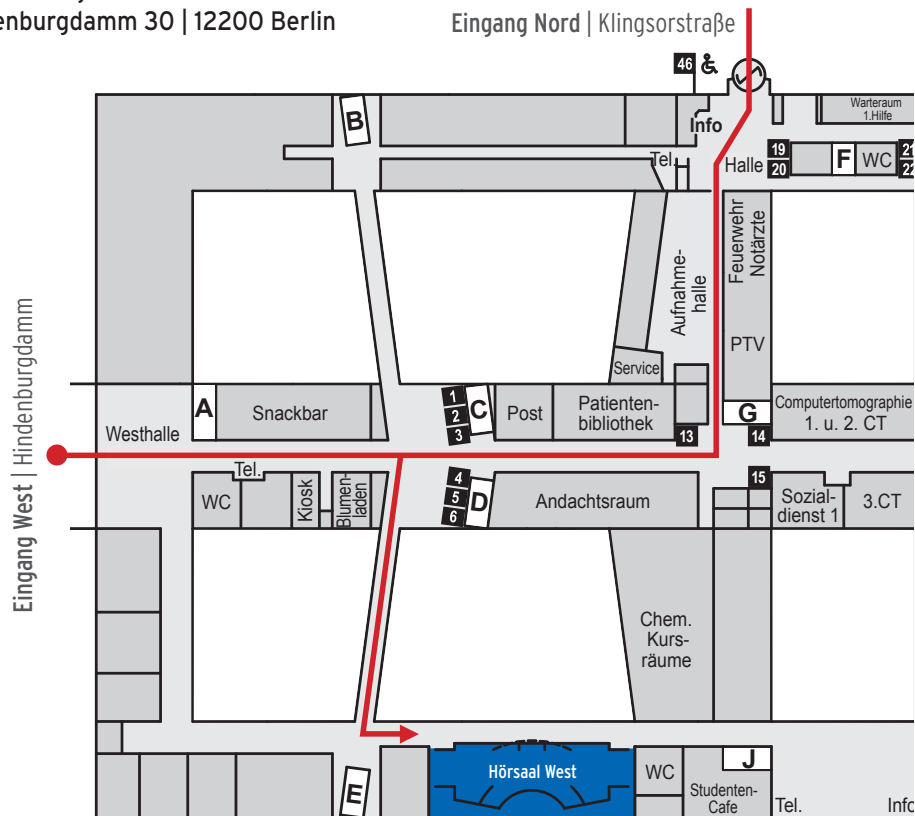 enburgdamm 30 | 12200 Berlin
Eingang Nord | Klingsorstraße
46
B
Info
Warteraum
1.Hilfe
Tel.
Halle
19
20
F
WC
21
22
Feuerwehr
Notärzte
Aufnahme-
halle
PTV
Service
Eingang West | Hindenburgdamm
Westhalle
A
Snackbar
1
2
3
C
Post
Patienten-
bibliothek
13
G
14
Computertomographie
1. u. 2. CT
Tel.
WC
Kiosk
Blumen-
laden
4
5
6
D
Andachtsraum
15
Sozial-
dienst 1
3.CT
Chem.
Kurs-
räume
E
Hörsaal West
WC
J
Studenten-
Cafe
Tel.
Info